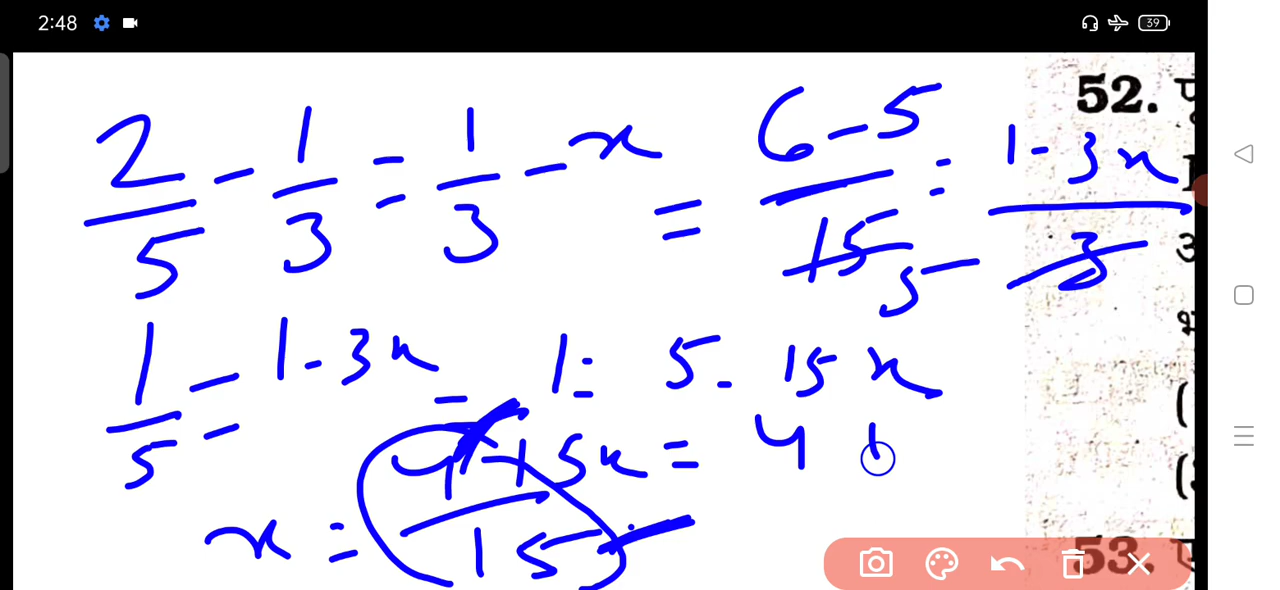 2:48 39
52.
2/5 - 1/3 = 1/3 - x = 6-5/15 = 1-3x/3
5
1/5 = 1-3x = 1 = 5-15x
15x = 4
x = 4/15
53.